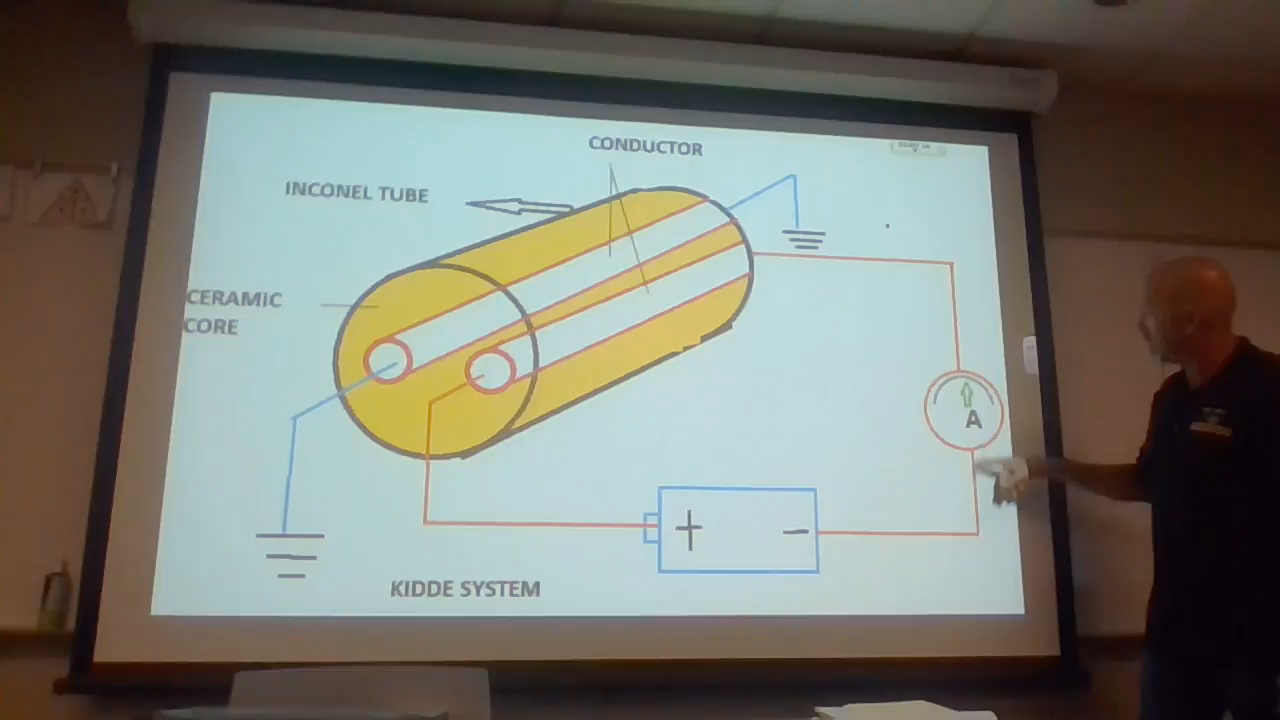 CONDUCTOR
INCONEL TUBE
CERAMIC
CORE
A
+ −
KIDDE SYSTEM